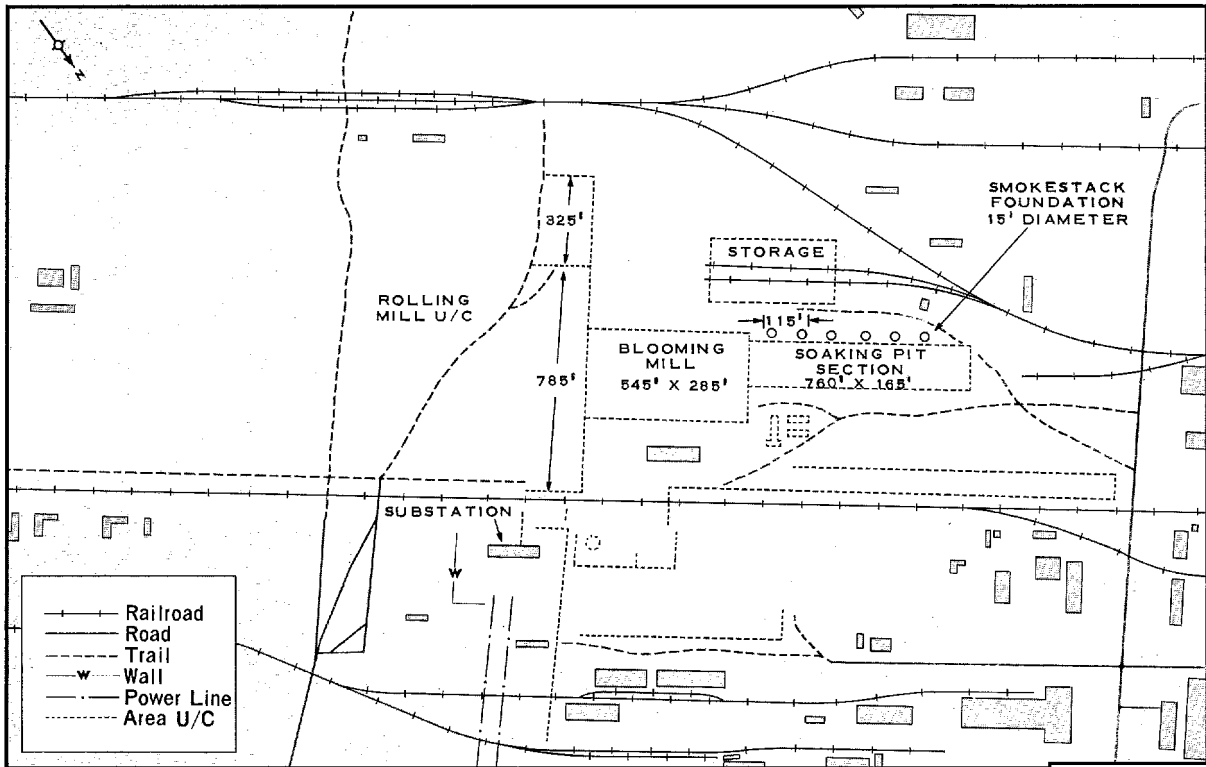 N
SMOKESTACK
FOUNDATION
15' DIAMETER
325'
STORAGE
ROLLING
MILL U/C
115'
BLOOMING
MILL
545' X 285'
SOAKING PIT
SECTION
760' X 165'
785'
SUBSTATION
W
Railroad
Road
Trail
W Wall
Power Line
Area U/C